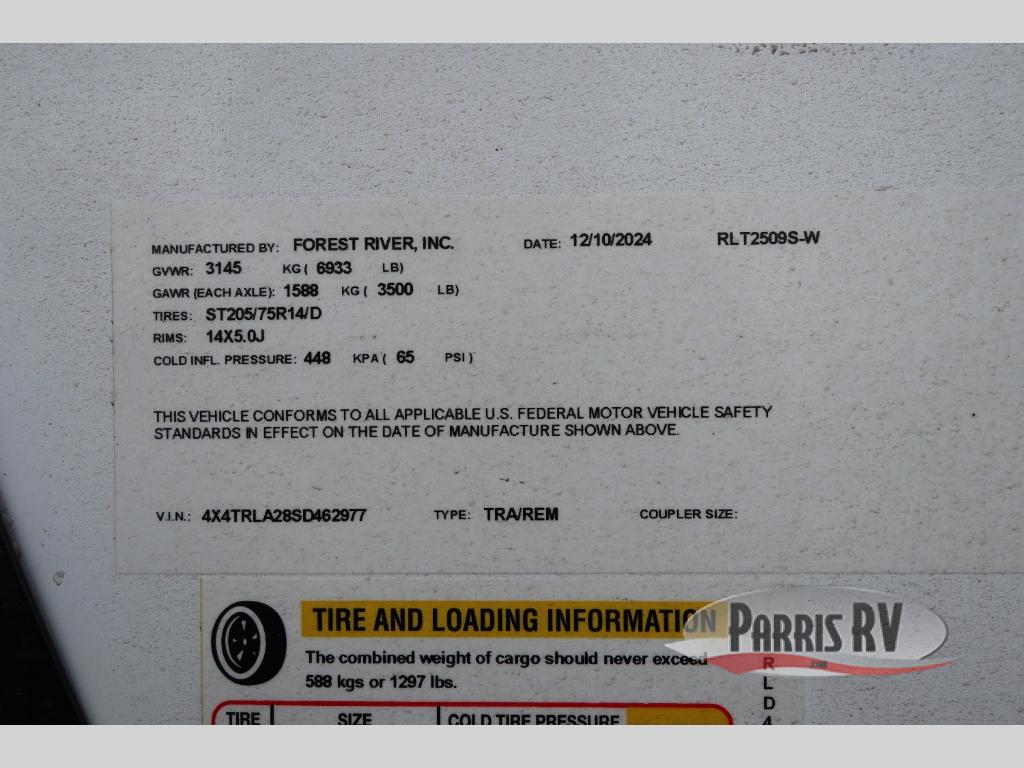 MANUFACTURED BY: FOREST RIVER, INC. DATE: 12/10/2024 RLT2509S-W
GVWR: 3145 KG ( 6933 LB)
GAWR (EACH AXLE): 1588 KG ( 3500 LB)
TIRES: ST205/75R14/D
RIMS: 14X5.0J
COLD INFL. PRESSURE: 448 KPA ( 65 PSI )
THIS VEHICLE CONFORMS TO ALL APPLICABLE U.S. FEDERAL MOTOR VEHICLE SAFETY
STANDARDS IN EFFECT ON THE DATE OF MANUFACTURE SHOWN ABOVE.
V.I.N.: 4X4TRLA28SD462977 TYPE: TRA/REM COUPLER SIZE:
TIRE AND LOADING INFORMATION
The combined weight of cargo should never exceed
588 kgs or 1297 lbs.
TIRE SIZE COLD TIRE PRESSURE
R
L
D
4
PARRIS RV
.com